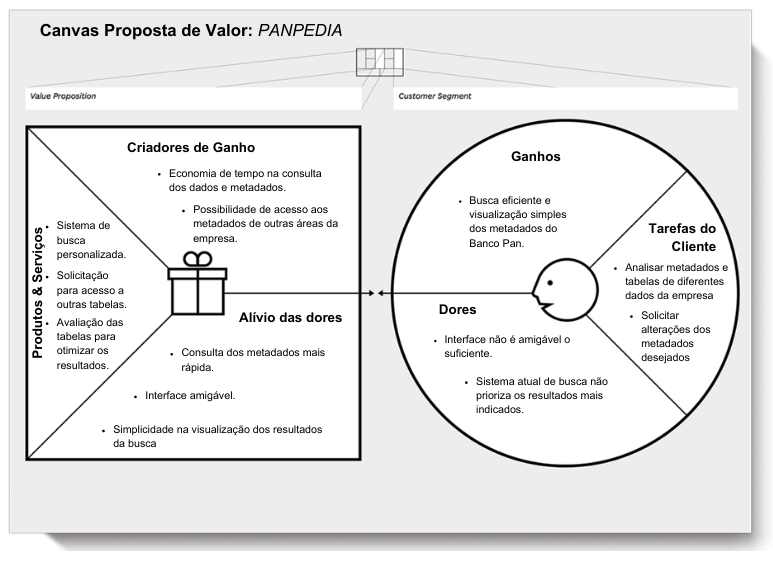 Canvas Proposta de Valor: PANPEDIA
Value Proposition
Customer Segment
Criadores de Ganho
• Economia de tempo na consulta
dos dados e metadados.
• Possibilidade de acesso aos
metadados de outras áreas da
empresa.
Produtos & Serviços
• Sistema de
busca
personalizada.
• Solicitação
para acesso a
outras tabelas.
• Avaliação das
tabelas para
otimizar os
resultados.
Alívio das dores
• Consulta dos metadados mais
rápida.
• Interface amigável.
• Simplicidade na visualização dos resultados
da busca
Ganhos
• Busca eficiente e
visualização simples
dos metadados do
Banco Pan.
Tarefas do
Cliente
• Analisar metadados e
tabelas de diferentes
dados da empresa
• Solicitar
alterações dos
metadados
desejados
Dores
• Interface não é amigável o
suficiente.
• Sistema atual de busca não
prioriza os resultados mais
indicados.